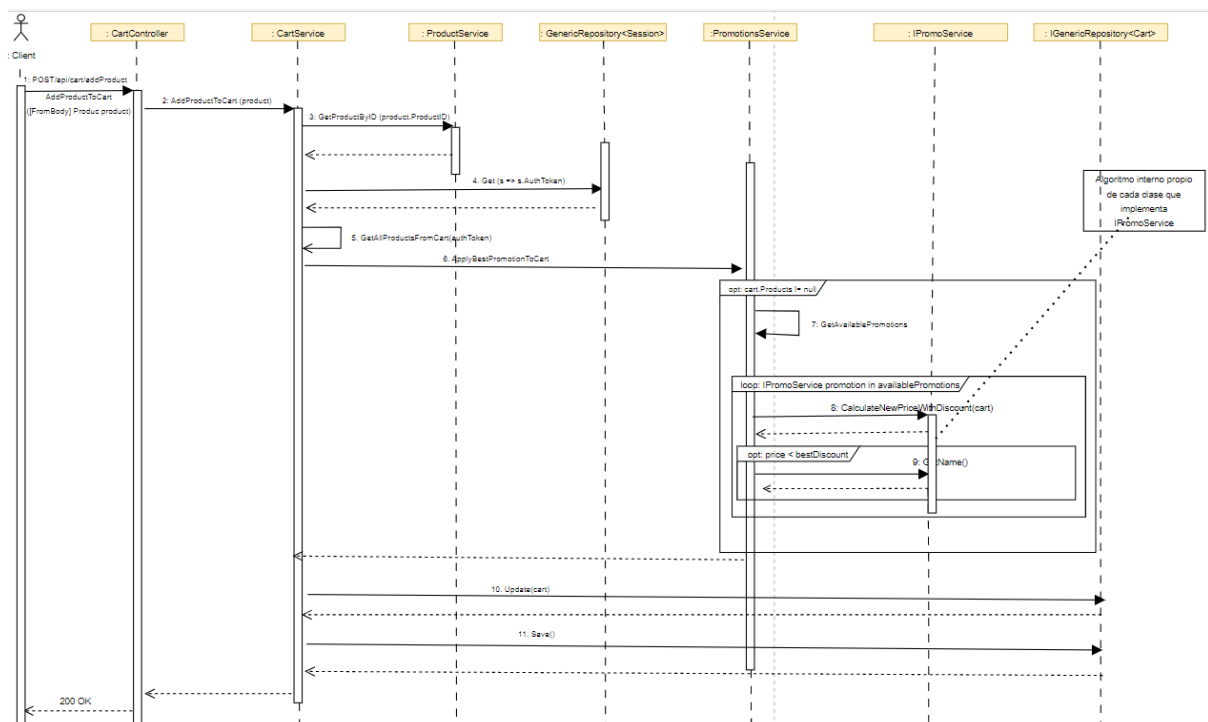 : CartController
: CartService
: ProductService
: GenericRepository<Session>
:PromotionsService
: IPromoService
: IGenericRepository<Cart>
: Client
1: POST/api/cart/addProduct
AddProductToCart
([FromBody] Produc product)
2: AddProductToCart (product)
3: GetProductByID (product.ProductID)
4. Get (s => s.AuthToken)
5. GetAllProductsFromCart(authToken)
6. ApplyBestPromotionToCart
Algoritmo interno propio
de cada clase que
implementa
IPromoService
opt: cart.Products != null
7: GetAvailablePromotions
loop: IPromoService promotion in availablePromotions
8: CalculateNewPriceWithDiscount(cart)
opt: price < bestDiscount
9: GetName()
10. Update(cart)
11. Save()
200 OK